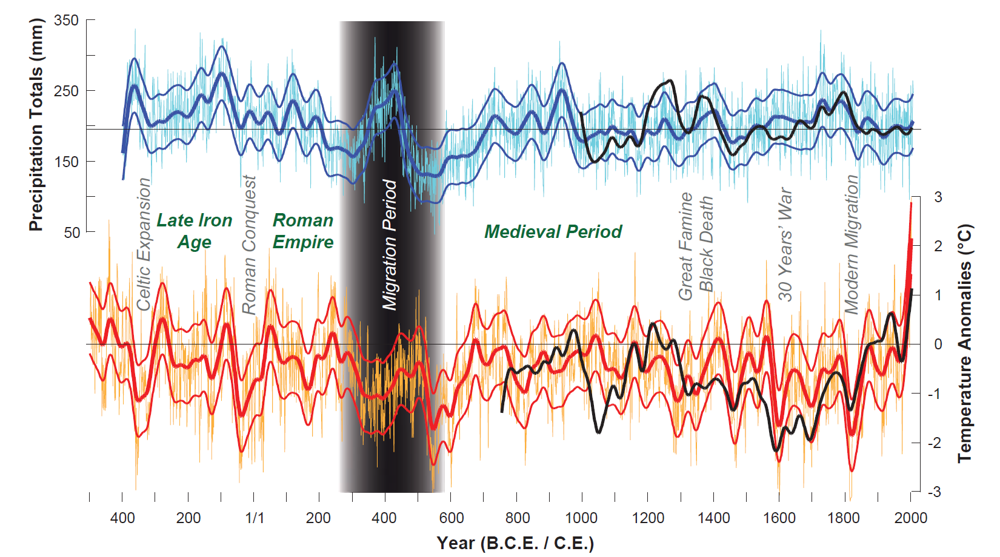 Precipitation Totals (mm)
350
250
150
50
Celtic Expansion
Late Iron
Age
Roman Conquest
Roman
Empire
Migration Period
Medieval Period
Great Famine
Black Death
30 Years’ War
Modern Migration
3
2
1
0
-1
-2
-3
Temperature Anomalies (°C)
400 200 1/1 200 400 600 800 1000 1200 1400 1600 1800 2000
Year (B.C.E. / C.E.)